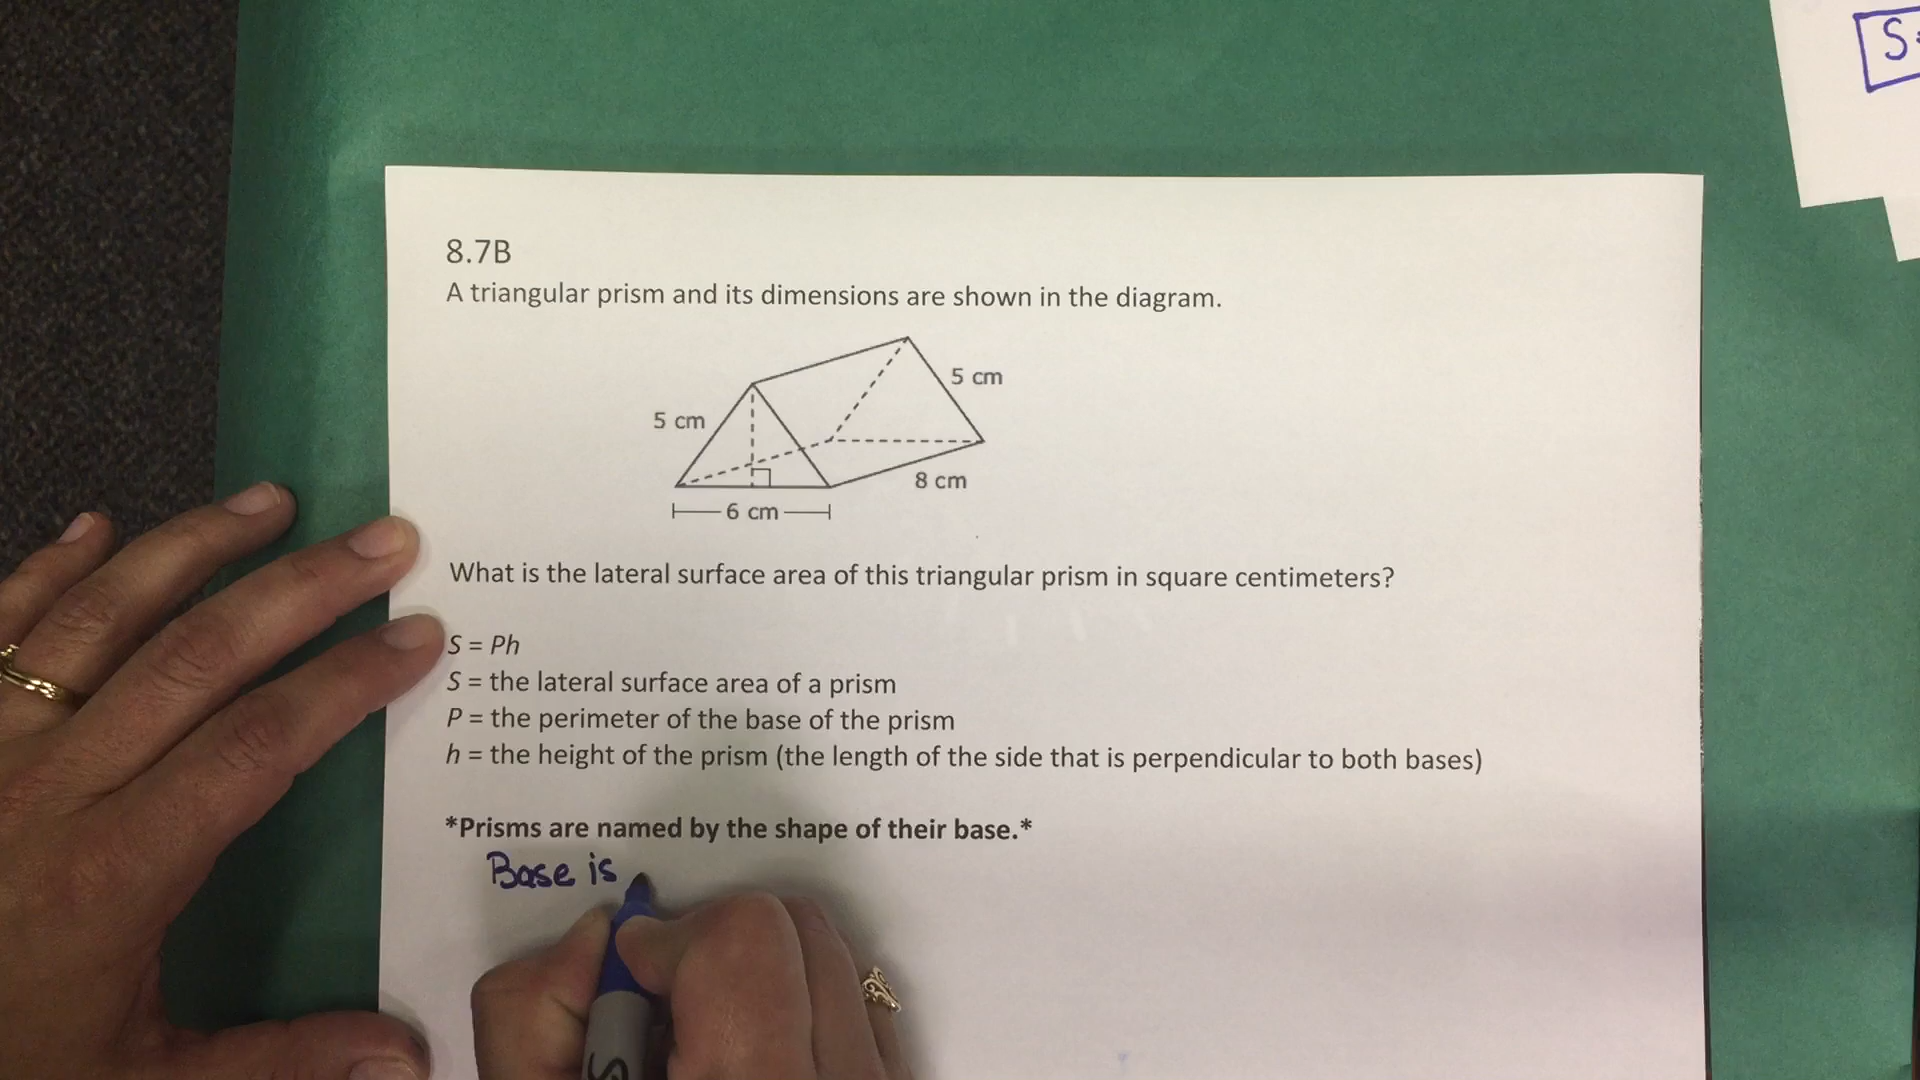 S=
8.7B
A triangular prism and its dimensions are shown in the diagram.
5 cm
5 cm
8 cm
6 cm
What is the lateral surface area of this triangular prism in square centimeters?
S = Ph
S = the lateral surface area of a prism
P = the perimeter of the base of the prism
h = the height of the prism (the length of the side that is perpendicular to both bases)
*Prisms are named by the shape of their base.*
Base is